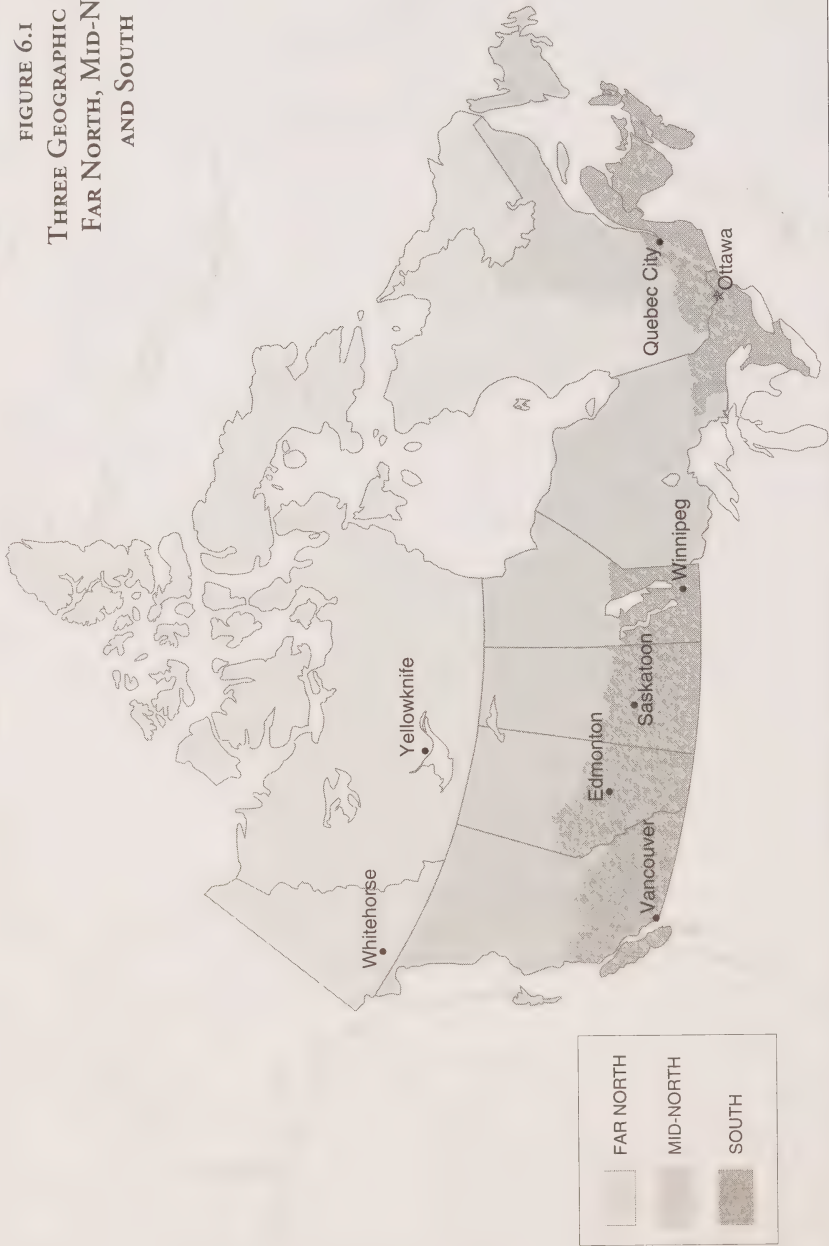 FIGURE 6.1
THREE GEOGRAPHIC
FAR NORTH, MID-N
AND SOUTH
Whitehorse
Yellowknife
Edmonton
Vancouver
Saskatoon
Winnipeg
Quebec City
Ottawa
FAR NORTH
MID-NORTH
SOUTH